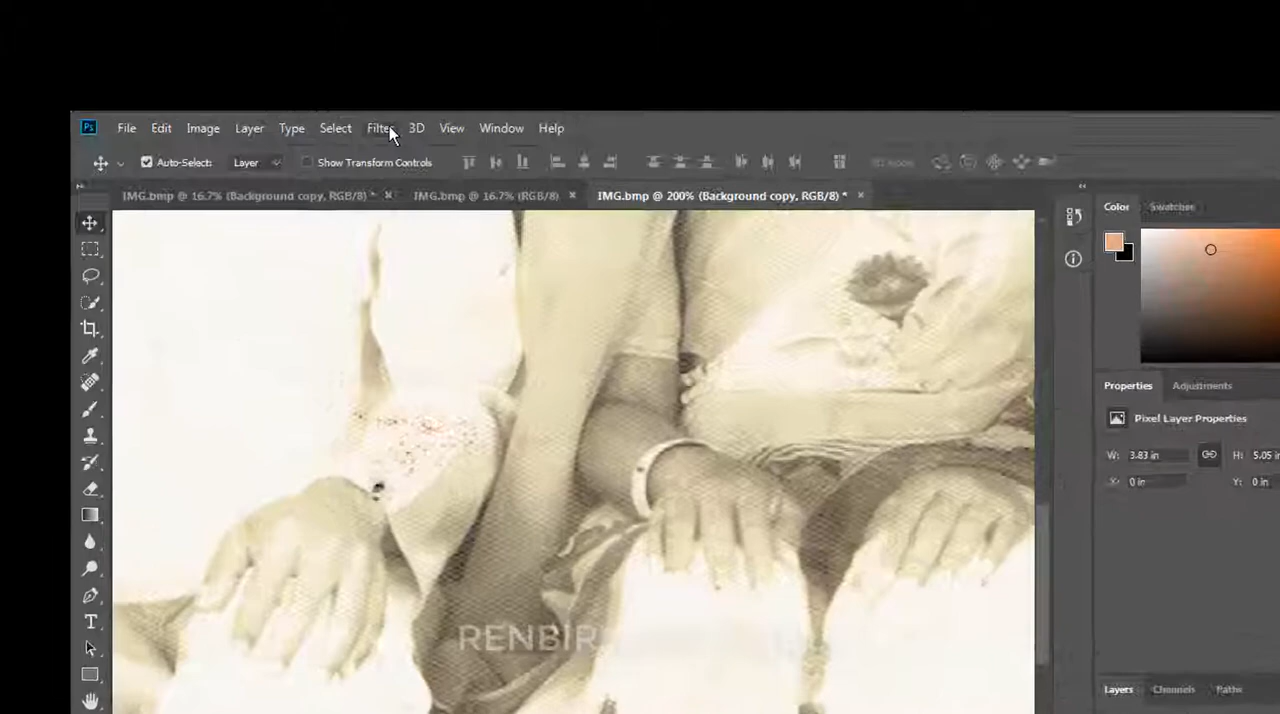 Ps File Edit Image Layer Type Select Filter 3D View Window Help
Auto-Select: Layer Show Transform Controls 3D Mode
IMG.bmp @ 16.7% (Background copy, RGB/8) * × IMG.bmp @ 16.7% (RGB/8) × IMG.bmp @ 200% (Background copy, RGB/8) * ×
Color Swatches
Properties Adjustments
Pixel Layer Properties
W: 3.83 in H: 5.05 in
X: 0 in Y: 0 in
RENBIR
Layers Channels Paths